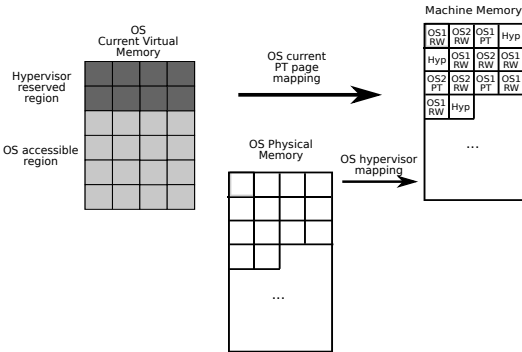 OS
Current Virtual
Memory
Hypervisor
reserved
region
OS accessible
region
OS current
PT page
mapping
OS Physical
Memory
...
OS hypervisor
mapping
Machine Memory
OS1 OS2 OS1 Hyp
RW RW PT
Hyp OS1 OS2 OS1
RW RW RW
OS2 OS2 OS1 OS1
PT RW PT RW
OS1 Hyp
RW
...